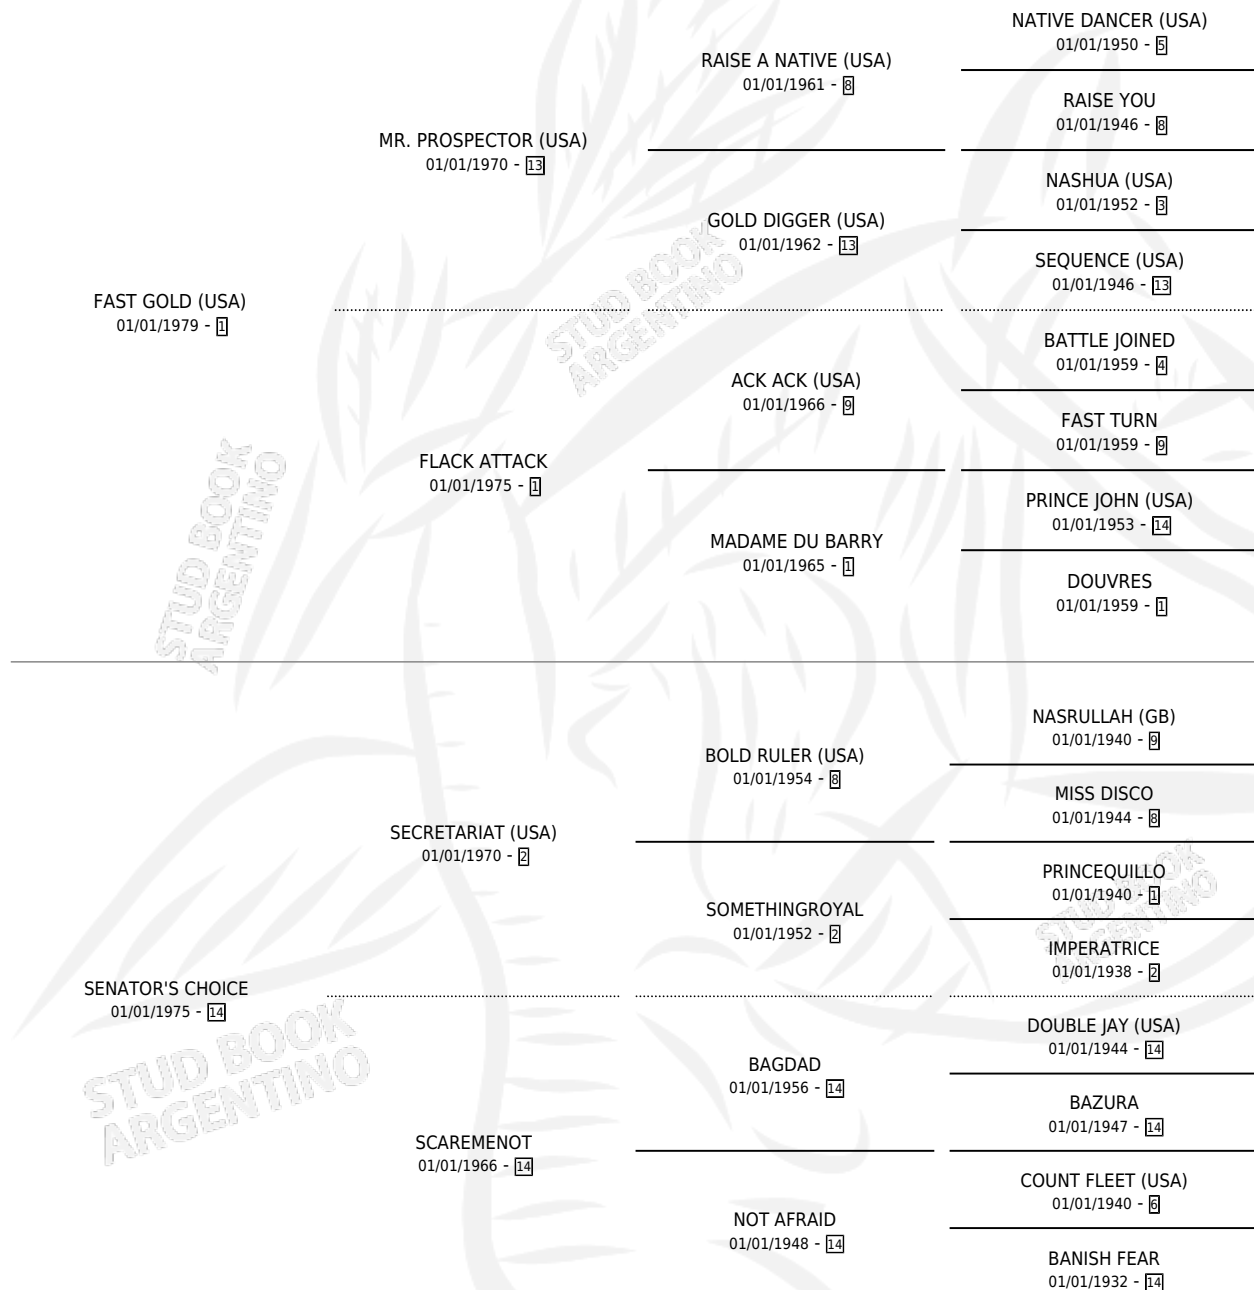 NATIVE DANCER (USA)
01/01/1950 - 5
RAISE A NATIVE (USA)
01/01/1961 - 8
RAISE YOU
01/01/1946 - 8
MR. PROSPECTOR (USA)
01/01/1970 - 13
NASHUA (USA)
01/01/1952 - 3
GOLD DIGGER (USA)
01/01/1962 - 13
SEQUENCE (USA)
01/01/1946 - 13
FAST GOLD (USA)
01/01/1979 - 1
STUD BOOK
ARGENTINO
BATTLE JOINED
01/01/1959 - 4
ACK ACK (USA)
01/01/1966 - 9
FAST TURN
01/01/1959 - 9
FLACK ATTACK
01/01/1975 - 1
PRINCE JOHN (USA)
01/01/1953 - 14
MADAME DU BARRY
01/01/1965 - 1
DOUVRES
01/01/1959 - 1
STUD BOOK
ARGENTINO
NASRULLAH (GB)
01/01/1940 - 9
BOLD RULER (USA)
01/01/1954 - 8
MISS DISCO
01/01/1944 - 8
SECRETARIAT (USA)
01/01/1970 - 2
PRINCEQUILLO
01/01/1940 - 1
STUD BOOK
ARGENTINO
SOMETHINGROYAL
01/01/1952 - 2
IMPERATRICE
01/01/1938 - 2
SENATOR'S CHOICE
01/01/1975 - 14
STUD BOOK
ARGENTINO
DOUBLE JAY (USA)
01/01/1944 - 14
BAGDAD
01/01/1956 - 14
BAZURA
01/01/1947 - 14
SCAREMENOT
01/01/1966 - 14
COUNT FLEET (USA)
01/01/1940 - 6
NOT AFRAID
01/01/1948 - 14
BANISH FEAR
01/01/1932 - 14